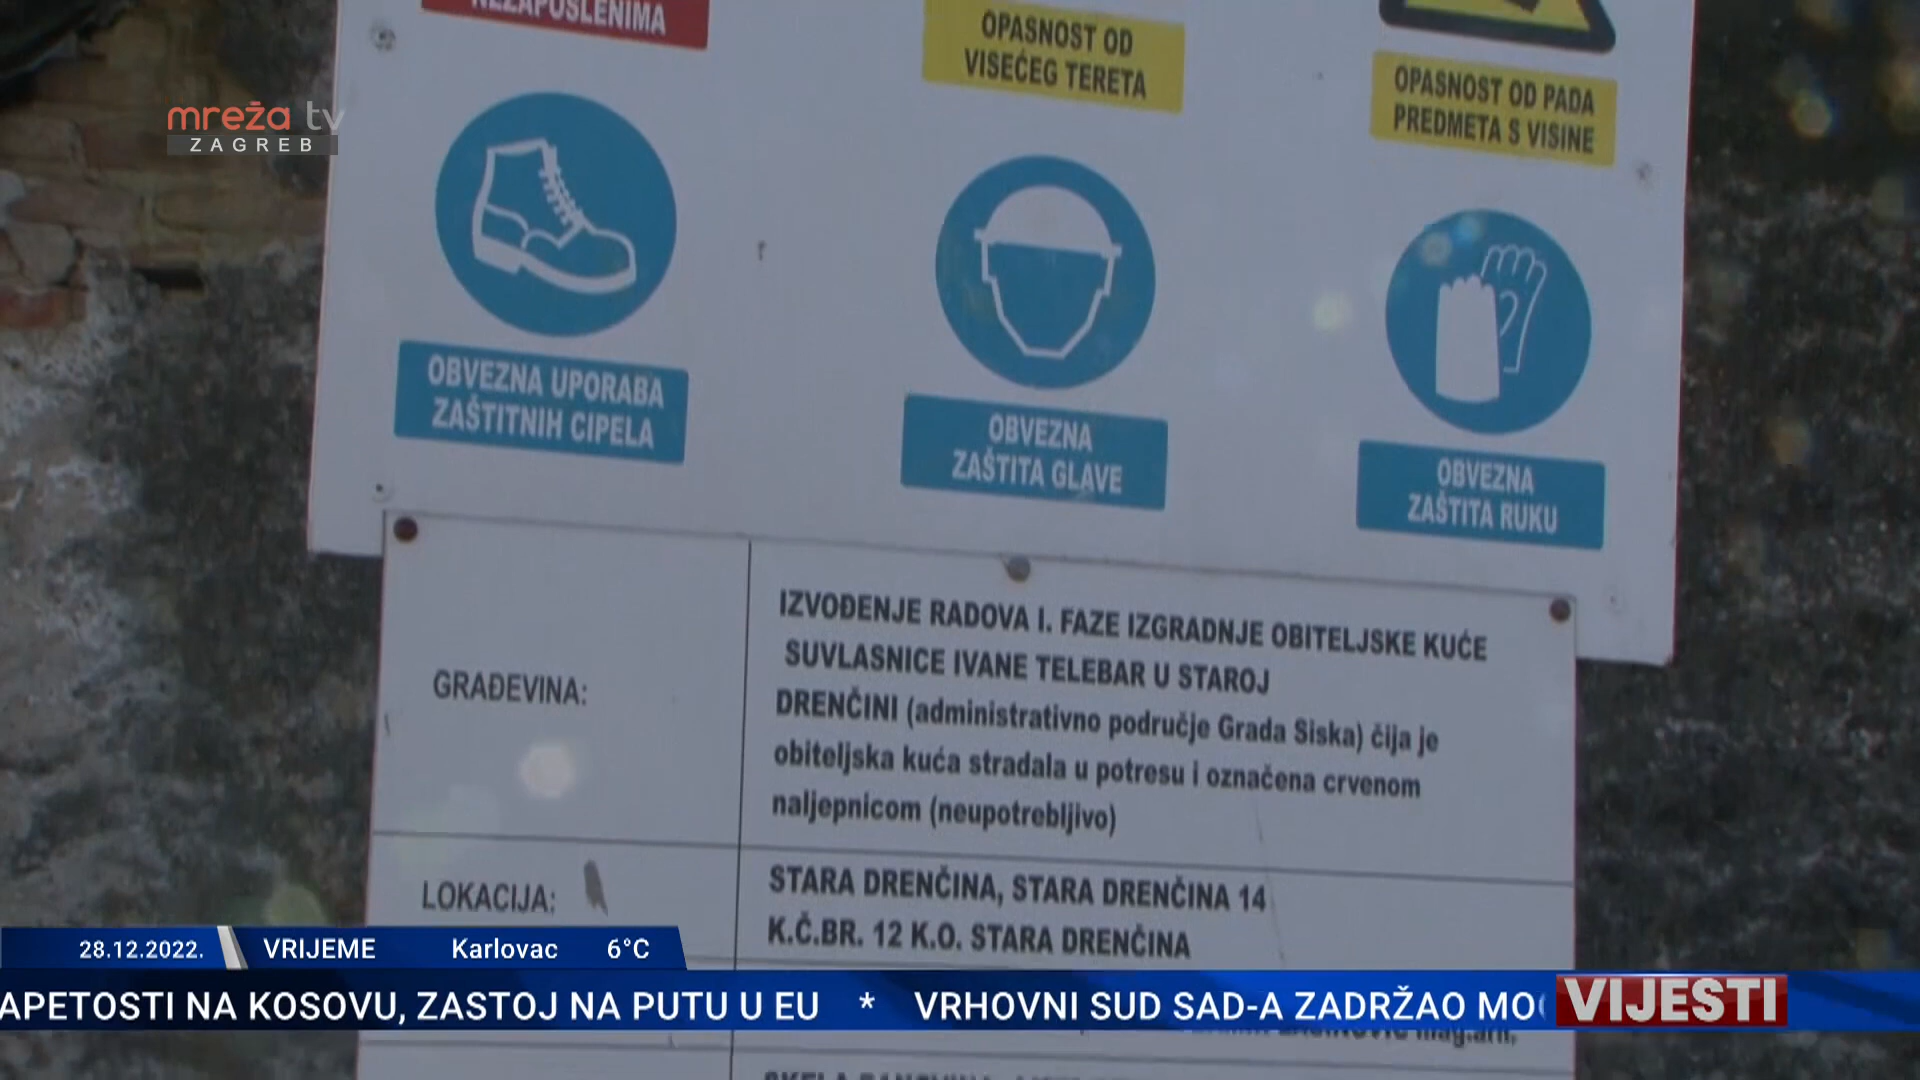 NEZAPOSLENIMA
OPASNOST OD
VISEĆEG TERETA
OPASNOST OD PADA
PREDMETA S VISINE
mreža tv
ZAGREB
OBVEZNA UPORABA
ZAŠTITNIH CIPELA
OBVEZNA
ZAŠTITA GLAVE
OBVEZNA
ZAŠTITA RUKU
GRAĐEVINA:
IZVOĐENJE RADOVA I. FAZE IZGRADNJE OBITELJSKE KUĆE
SUVLASNICE IVANE TELEBAR U STAROJ
DRENČINI (administrativno područje Grada Siska) čija je
obiteljska kuća stradala u potresu i označena crvenom
naljepnicom (neupotrebljivo)
LOKACIJA:
STARA DRENČINA, STARA DRENČINA 14
K.Č.BR. 12 K.O. STARA DRENČINA
28.12.2022. VRIJEME Karlovac 6°C
APETOSTI NA KOSOVU, ZASTOJ NA PUTU U EU * VRHOVNI SUD SAD-A ZADRŽAO
VIJESTI